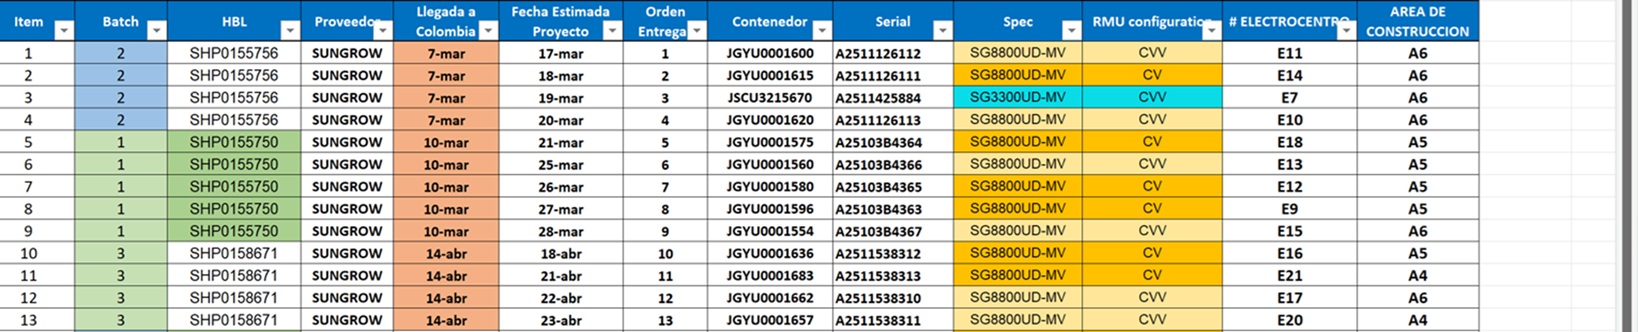 Item Batch HBL Proveedor Llegada a Colombia Fecha Estimada Proyecto Orden Entrega Contenedor Serial Spec RMU configuration # ELECTROCENTRO AREA DE CONSTRUCCION
1 2 SHP0155756 SUNGROW 7-mar 17-mar 1 JGYU0001600 A2511126112 SG8800UD-MV CVV E11 A6
2 2 SHP0155756 SUNGROW 7-mar 18-mar 2 JGYU0001615 A2511126111 SG8800UD-MV CV E14 A6
3 2 SHP0155756 SUNGROW 7-mar 19-mar 3 JSCU3215670 A2511425884 SG3300UD-MV CVV E7 A6
4 2 SHP0155756 SUNGROW 7-mar 20-mar 4 JGYU0001620 A2511126113 SG8800UD-MV CVV E10 A6
5 1 SHP0155750 SUNGROW 10-mar 21-mar 5 JGYU0001575 A25103B4364 SG8800UD-MV CV E18 A5
6 1 SHP0155750 SUNGROW 10-mar 25-mar 6 JGYU0001560 A25103B4366 SG8800UD-MV CVV E13 A5
7 1 SHP0155750 SUNGROW 10-mar 26-mar 7 JGYU0001580 A25103B4365 SG8800UD-MV CV E12 A5
8 1 SHP0155750 SUNGROW 10-mar 27-mar 8 JGYU0001596 A25103B4363 SG8800UD-MV CV E9 A5
9 1 SHP0155750 SUNGROW 10-mar 28-mar 9 JGYU0001554 A25103B4367 SG8800UD-MV CVV E15 A6
10 3 SHP0158671 SUNGROW 14-abr 18-abr 10 JGYU0001636 A2511538312 SG8800UD-MV CV E16 A5
11 3 SHP0158671 SUNGROW 14-abr 21-abr 11 JGYU0001683 A2511538313 SG8800UD-MV CV E21 A4
12 3 SHP0158671 SUNGROW 14-abr 22-abr 12 JGYU0001662 A2511538310 SG8800UD-MV CVV E17 A6
13 3 SHP0158671 SUNGROW 14-abr 23-abr 13 JGYU0001657 A2511538311 SG8800UD-MV CVV E20 A4